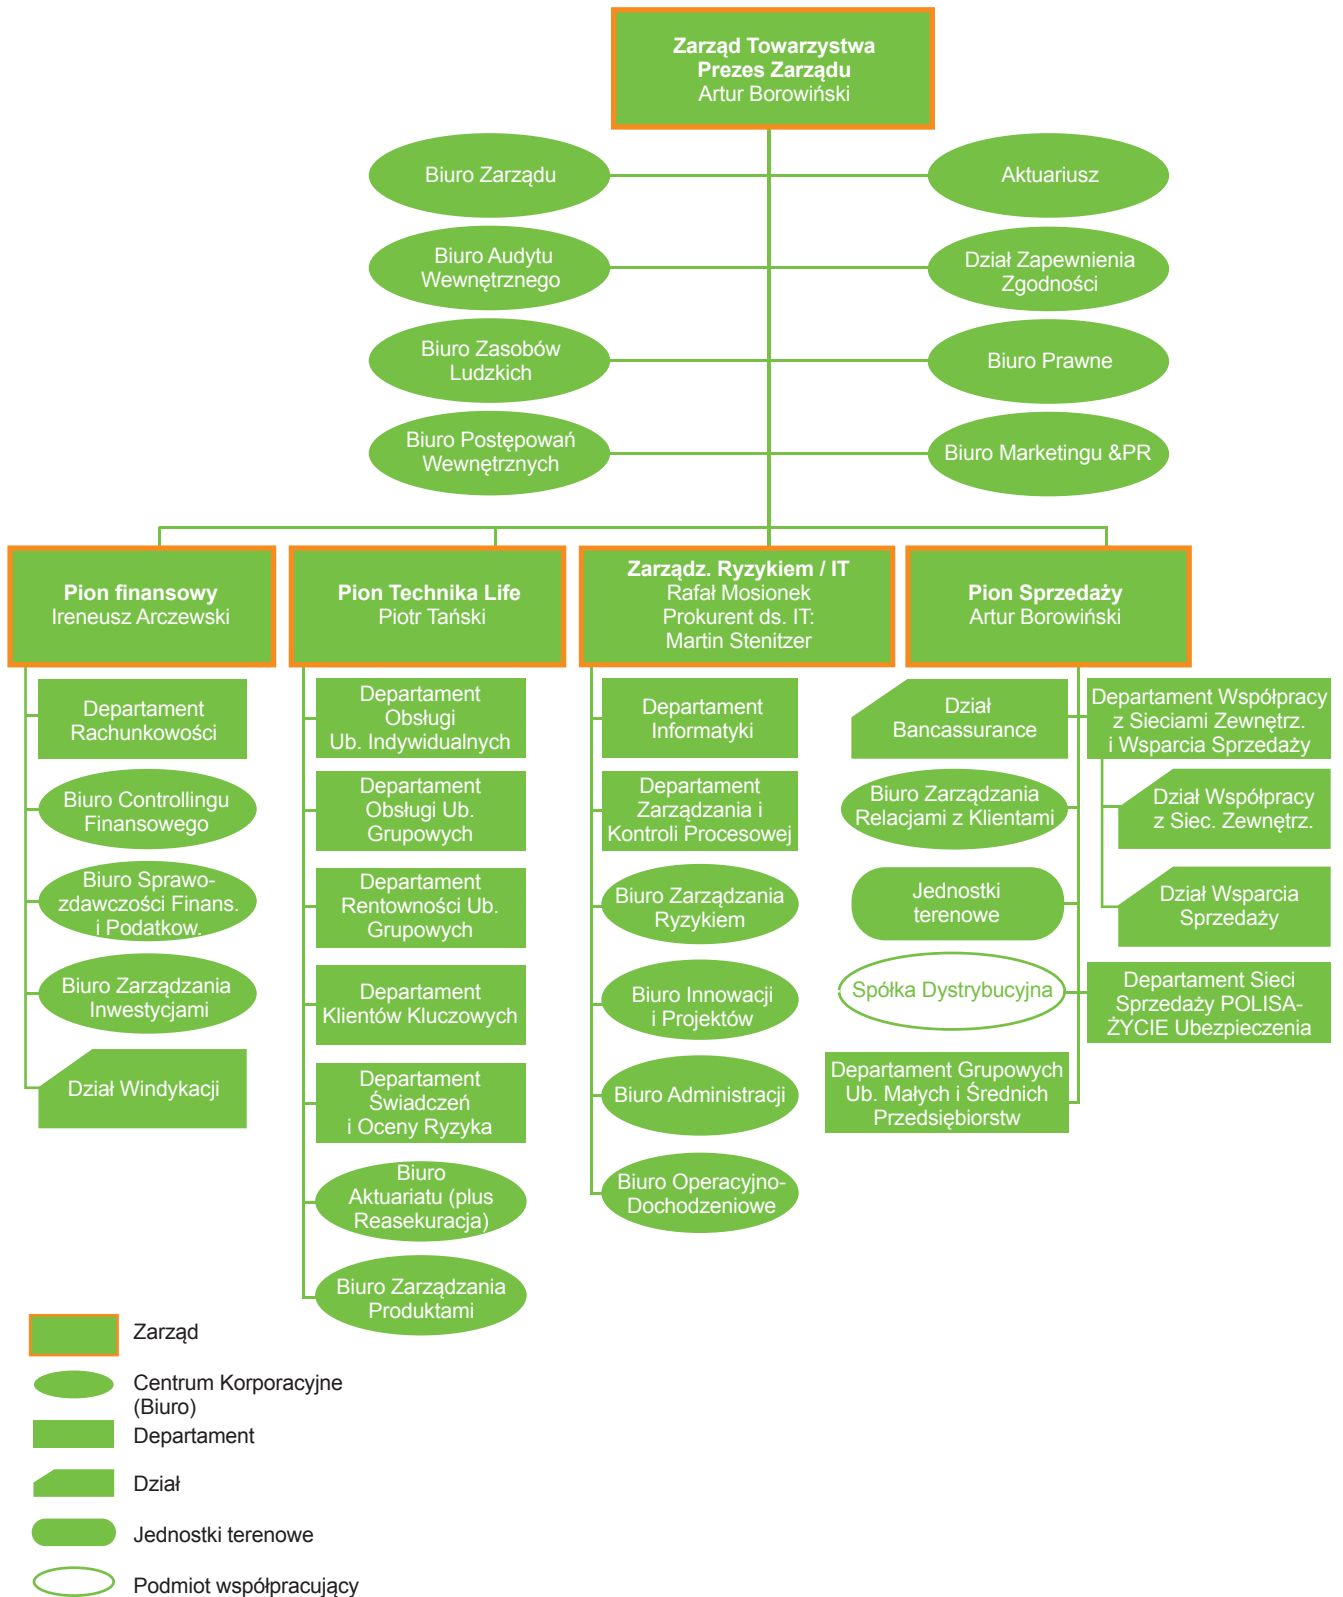 Zarząd Towarzystwa
Prezes Zarządu
Artur Borowiński
Biuro Zarządu
Aktuariusz
Biuro Audytu
Wewnętrznego
Dział Zapewnienia
Zgodności
Biuro Zasobów
Ludzkich
Biuro Prawne
Biuro Postępowań
Wewnętrznych
Biuro Marketingu &PR
Pion finansowy
Ireneusz Arczewski
Pion Technika Life
Piotr Tański
Zarządz. Ryzykiem / IT
Rafał Mosionek
Prokurent ds. IT:
Martin Stenitzer
Pion Sprzedaży
Artur Borowiński
Departament
Rachunkowości
Biuro Controllingu
Finansowego
Biuro Sprawo-
zdawczości Finans.
i Podatkow.
Biuro Zarządzania
Inwestycjami
Dział Windykacji
Departament
Obsługi
Ub. Indywidualnych
Departament
Obsługi Ub.
Grupowych
Departament
Rentowności Ub.
Grupowych
Departament
Klientów Kluczowych
Departament
Świadczeń
i Oceny Ryzyka
Biuro
Aktuariatu (plus
Reasekuracja)
Biuro Zarządzania
Produktami
Departament
Informatyki
Departament
Zarządzania i
Kontroli Procesowej
Biuro Zarządzania
Ryzykiem
Biuro Innowacji
i Projektów
Biuro Administracji
Biuro Operacyjno-
Dochodzeniowe
Dział
Bancassurance
Biuro Zarządzania
Relacjami z Klientami
Jednostki
terenowe
Spółka Dystrybucyjna
Departament Grupowych
Ub. Małych i Średnich
Przedsiębiorstw
Departament Współpracy
z Sieciami Zewnętrz.
i Wsparcia Sprzedaży
Dział Współpracy
z Siec. Zewnętrz.
Dział Wsparcia
Sprzedaży
Departament Sieci
Sprzedaży POLISA-
ŻYCIE Ubezpieczenia
Zarząd
Centrum Korporacyjne
(Biuro)
Departament
Dział
Jednostki terenowe
Podmiot współpracujący